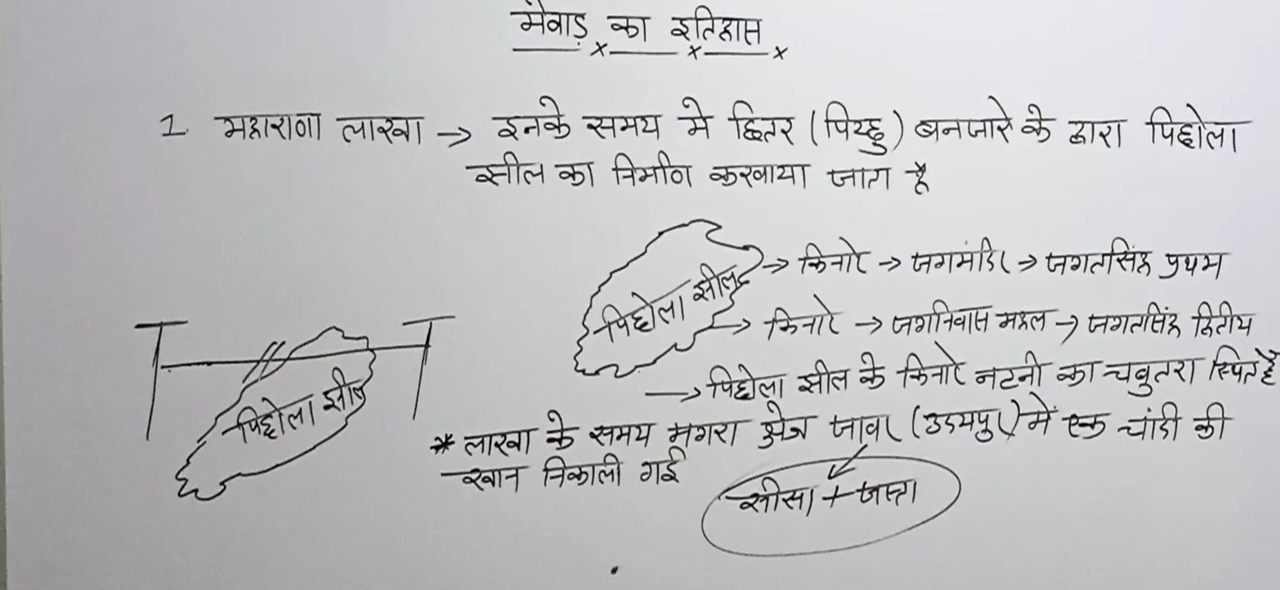 मेवाड़ का इतिहास
1. महाराणा लाखा → इनके समय मे छितर (पिच्छु) बनजारे के द्वारा पिछोला
झील का निर्माण करवाया जाता है
पिछोला झील → किनारे → जगमंदिर → जगतसिंह प्रथम
→ किनारे → जगनिवास महल → जगतसिंह द्वितीय
→ पिछोला झील के किनारे नटनी का चबुतरा स्थित है
पिछोला झील
* लाखा के समय मगरा क्षेत्र जावर (उदयपुर) में एक चांदी की
खान निकाली गई
सीसा + जस्ता